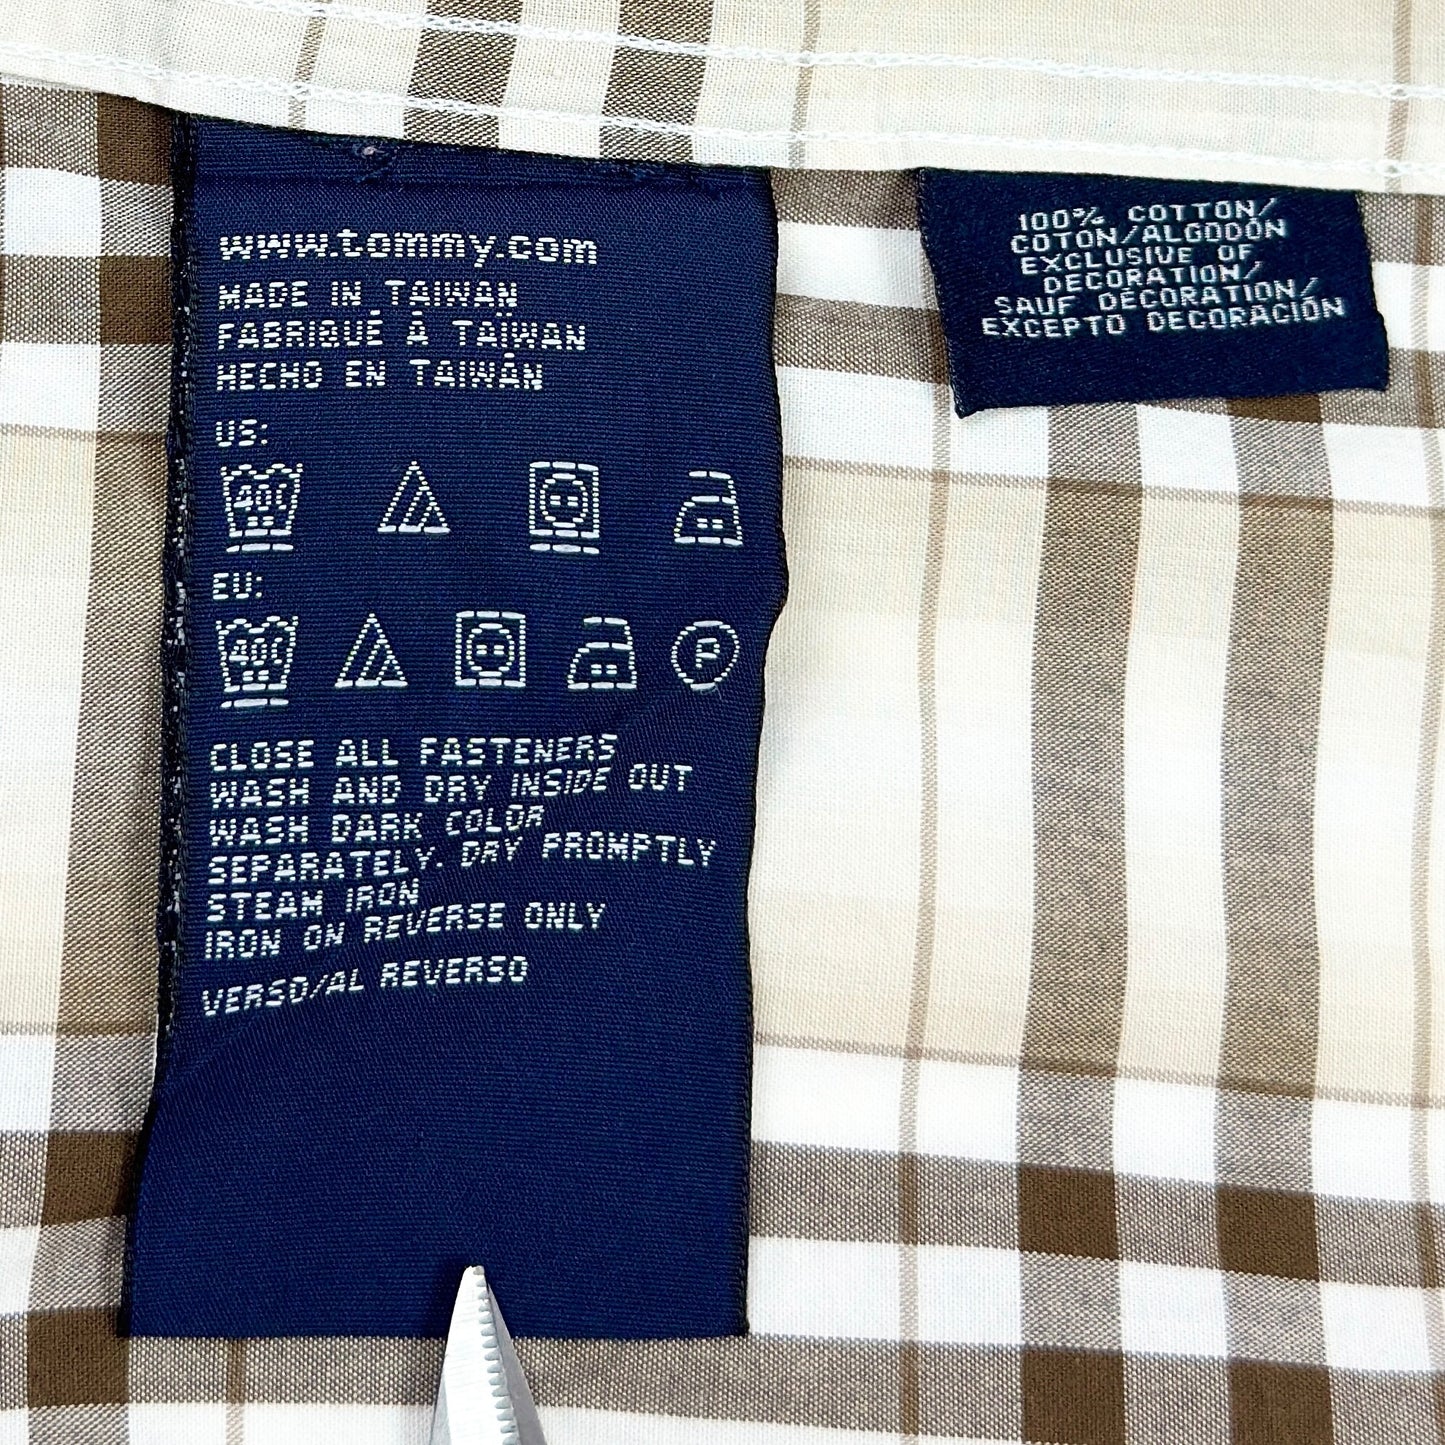 www.tommy.com
MADE IN TAIWAN
FABRIQUÉ À TAÏWAN
HECHO EN TAIWÁN
US:
40C
EU:
40C P
CLOSE ALL FASTENERS
WASH AND DRY INSIDE OUT
WASH DARK COLOR
SEPARATELY. DRY PROMPTLY
STEAM IRON
IRON ON REVERSE ONLY
VERSO/AL REVERSO
100% COTTON/
COTON/ALGODÓN
EXCLUSIVE OF
DECORATION/
SAUF DÉCORATION/
EXCEPTO DECORACIÓN